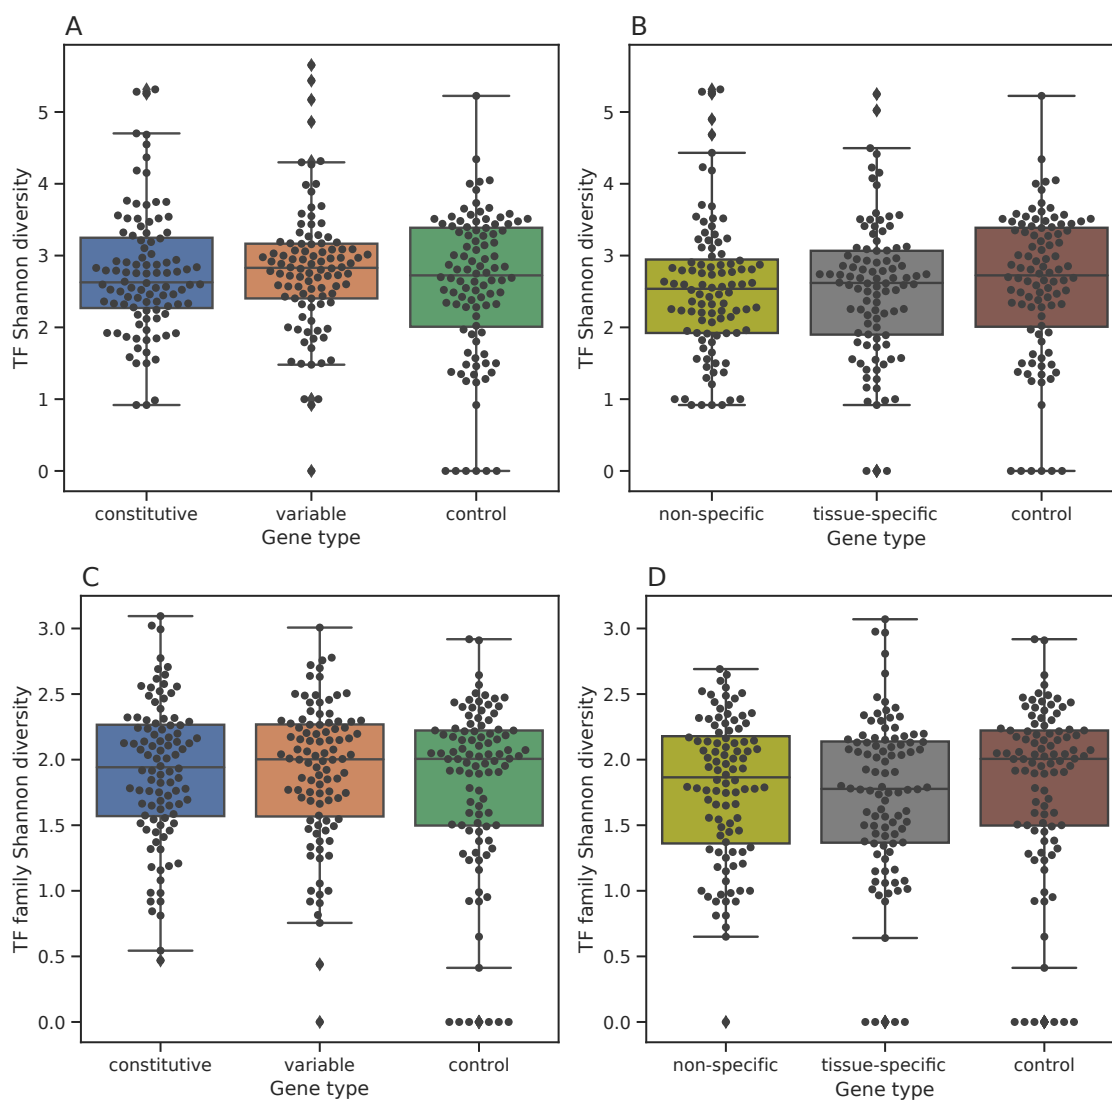 A
TF Shannon diversity
5
4
3
2
1
0
constitutive variable control
Gene type
B
TF Shannon diversity
5
4
3
2
1
0
non-specific tissue-specific control
Gene type
C
TF family Shannon diversity
3.0
2.5
2.0
1.5
1.0
0.5
0.0
constitutive variable control
Gene type
D
TF family Shannon diversity
3.0
2.5
2.0
1.5
1.0
0.5
0.0
non-specific tissue-specific control
Gene type